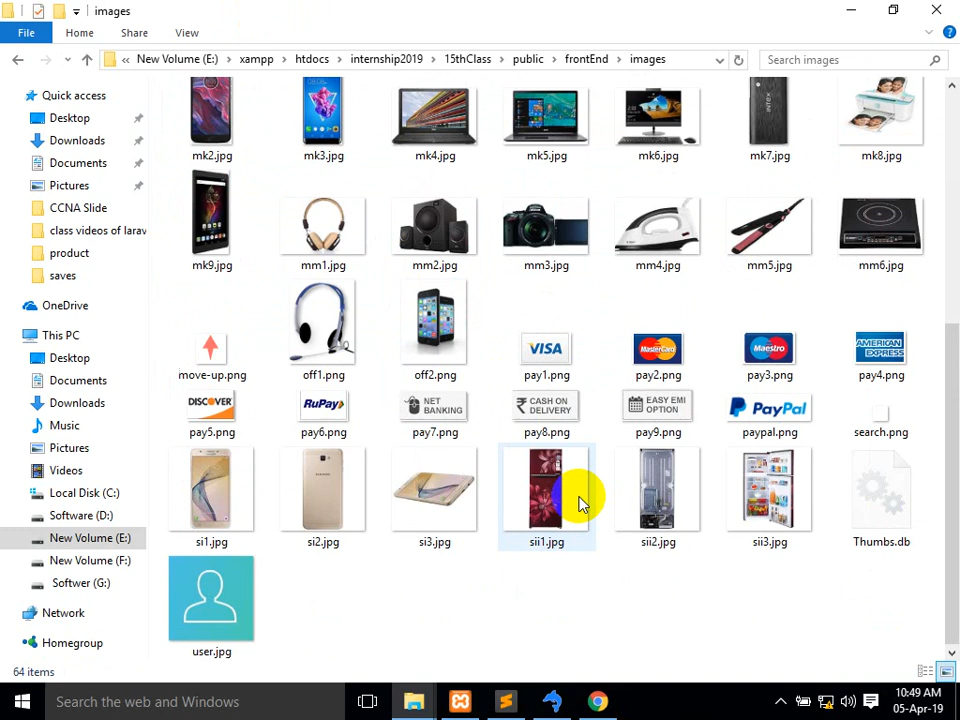 images
File Home Share View
« New Volume (E:) › xampp › htdocs › internship2019 › 15thClass › public › frontEnd › images
Search images
Quick access
Desktop
Downloads
Documents
Pictures
CCNA Slide
class videos of larav
product
saves
OneDrive
This PC
Desktop
Documents
Downloads
Music
Pictures
Videos
Local Disk (C:)
Software (D:)
New Volume (E:)
New Volume (F:)
Softwer (G:)
Network
Homegroup
mk2.jpg mk3.jpg mk4.jpg mk5.jpg mk6.jpg mk7.jpg mk8.jpg
INTEX
mk9.jpg mm1.jpg mm2.jpg mm3.jpg mm4.jpg mm5.jpg mm6.jpg
VISA MasterCard Maestro AMERICAN EXPRESS
move-up.png off1.png off2.png pay1.png pay2.png pay3.png pay4.png
DISCOVER RuPay NET BANKING ₹ CASH ON DELIVERY EASY EMI OPTION PayPal
pay5.png pay6.png pay7.png pay8.png pay9.png paypal.png search.png
si1.jpg si2.jpg si3.jpg sii1.jpg sii2.jpg sii3.jpg Thumbs.db
user.jpg
64 items
Search the web and Windows
10:49 AM
05-Apr-19